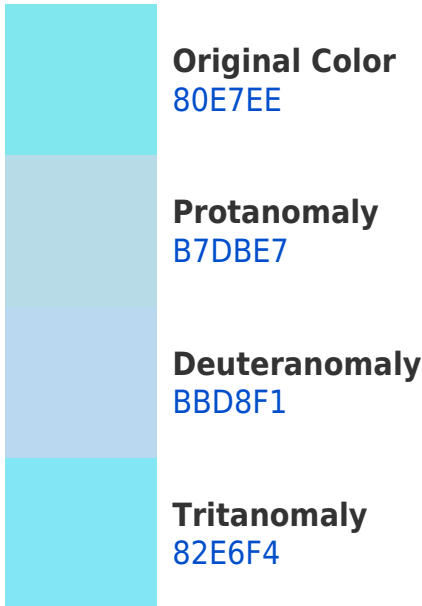 Original Color
80E7EE
Protanomaly
B7DBE7
Deuteranomaly
BBD8F1
Tritanomaly
82E6F4